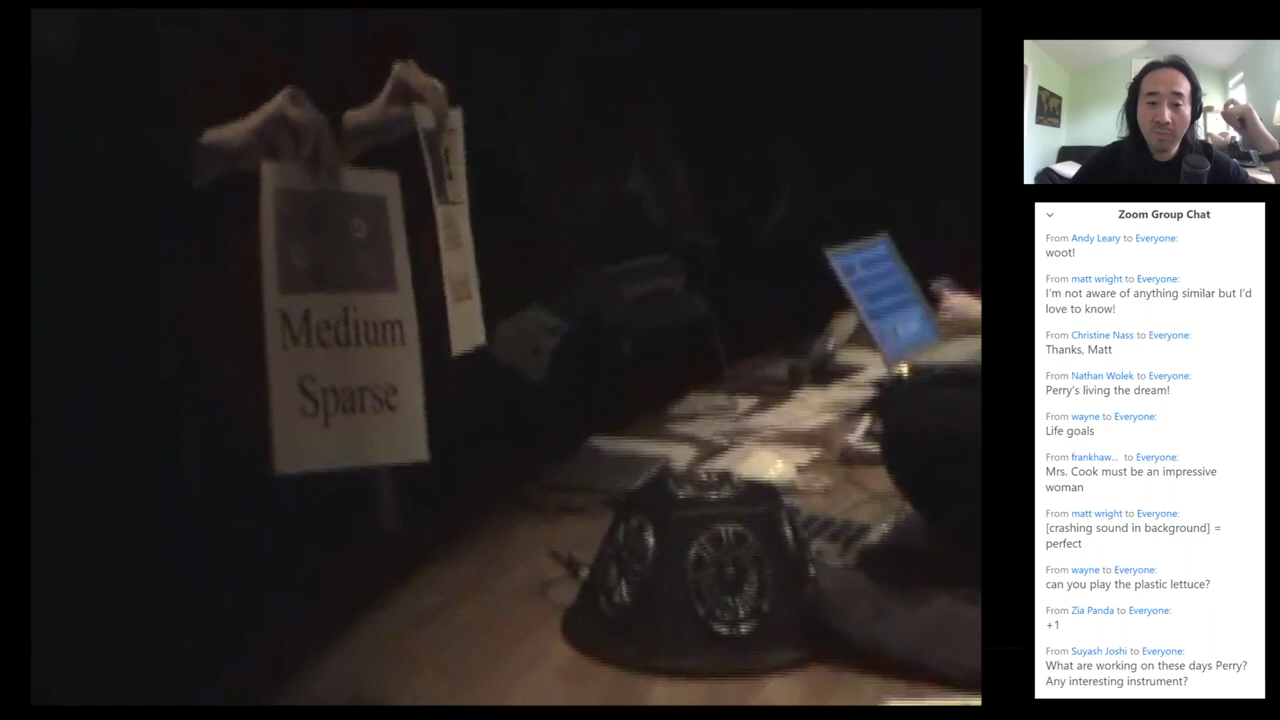 Medium
Sparse
Zoom Group Chat
From Andy Leary to Everyone:
woot!
From matt wright to Everyone:
I'm not aware of anything similar but I'd
love to know!
From Christine Nass to Everyone:
Thanks, Matt
From Nathan Wolek to Everyone:
Perry's living the dream!
From wayne to Everyone:
Life goals
From frankhaw... to Everyone:
Mrs. Cook must be an impressive
woman
From matt wright to Everyone:
[crashing sound in background] =
perfect
From wayne to Everyone:
can you play the plastic lettuce?
From Zia Panda to Everyone:
+1
From Suyash Joshi to Everyone:
What are working on these days Perry?
Any interesting instrument?